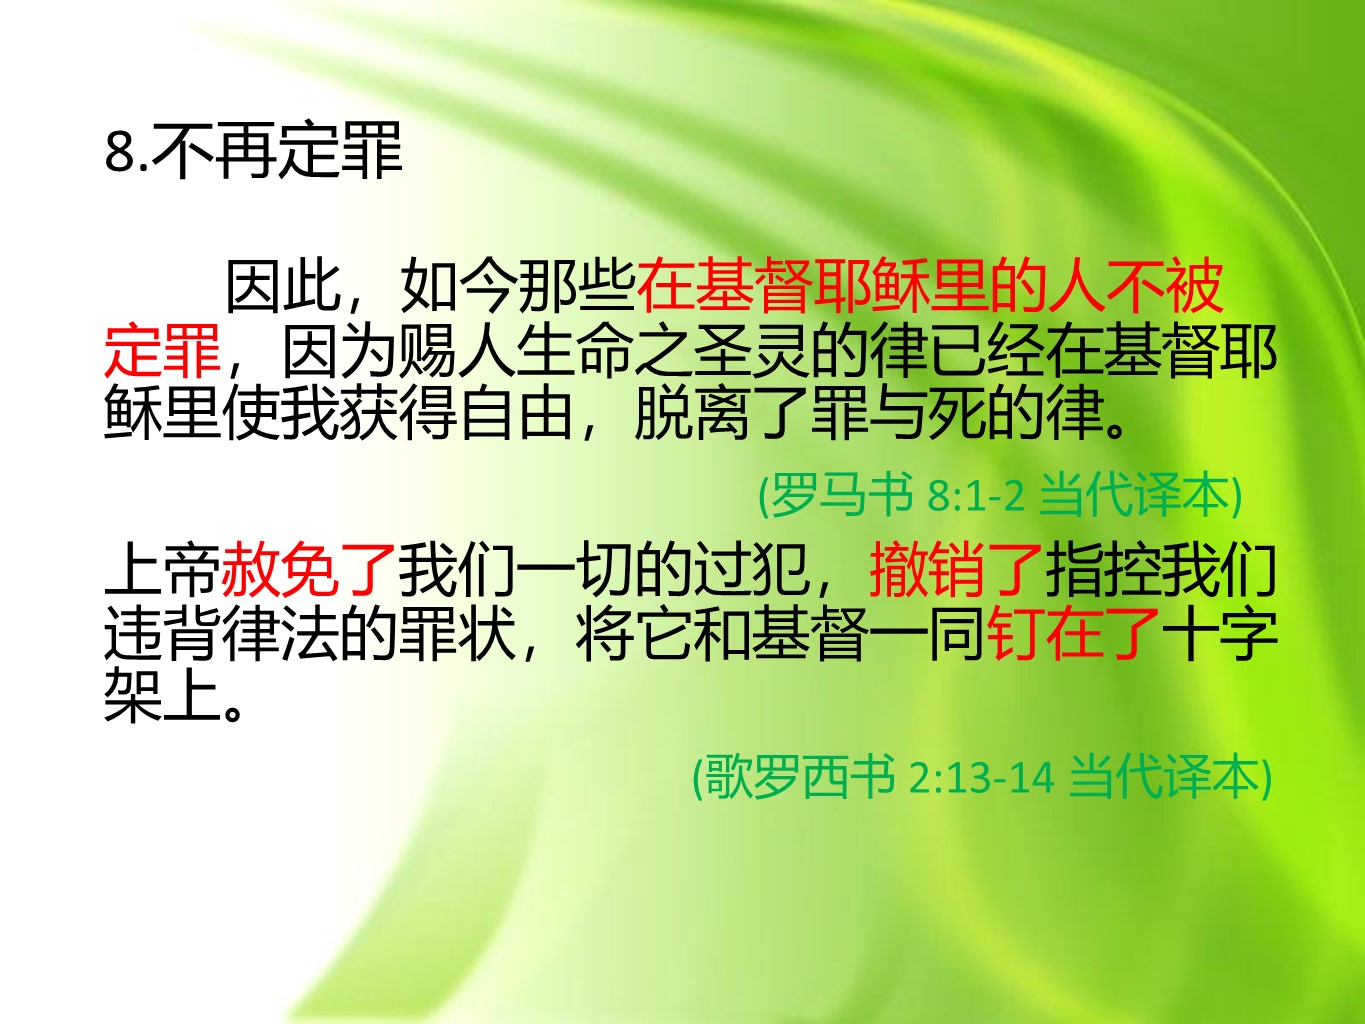 8.不再定罪
因此，如今那些在基督耶稣里的人不被
定罪，因为赐人生命之圣灵的律已经在基督耶
稣里使我获得自由，脱离了罪与死的律。
(罗马书 8:1-2 当代译本)
上帝赦免了我们一切的过犯，撤销了指控我们
违背律法的罪状，将它和基督一同钉在了十字
架上。
(歌罗西书 2:13-14 当代译本)